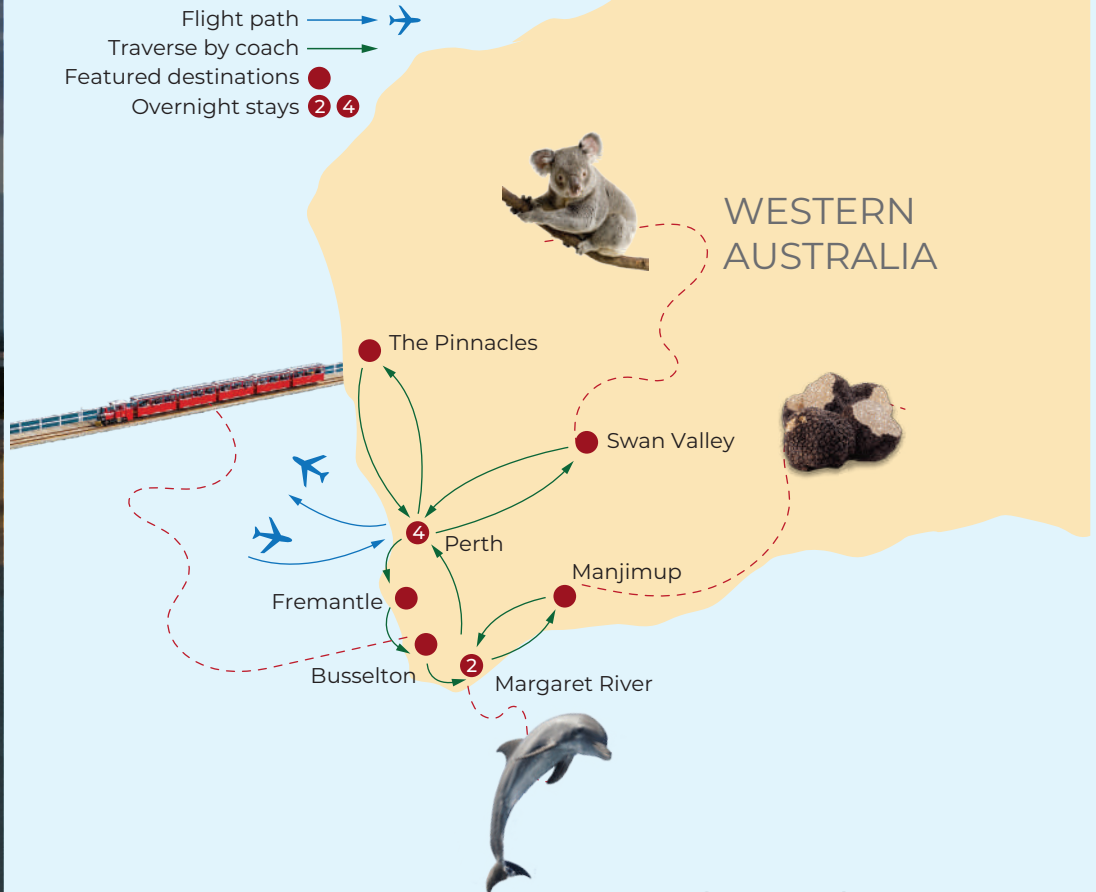 Flight path
Traverse by coach
Featured destinations
Overnight stays 2 4
WESTERN
AUSTRALIA
The Pinnacles
Swan Valley
4
Perth
Manjimup
Fremantle
Busselton
2
Margaret River